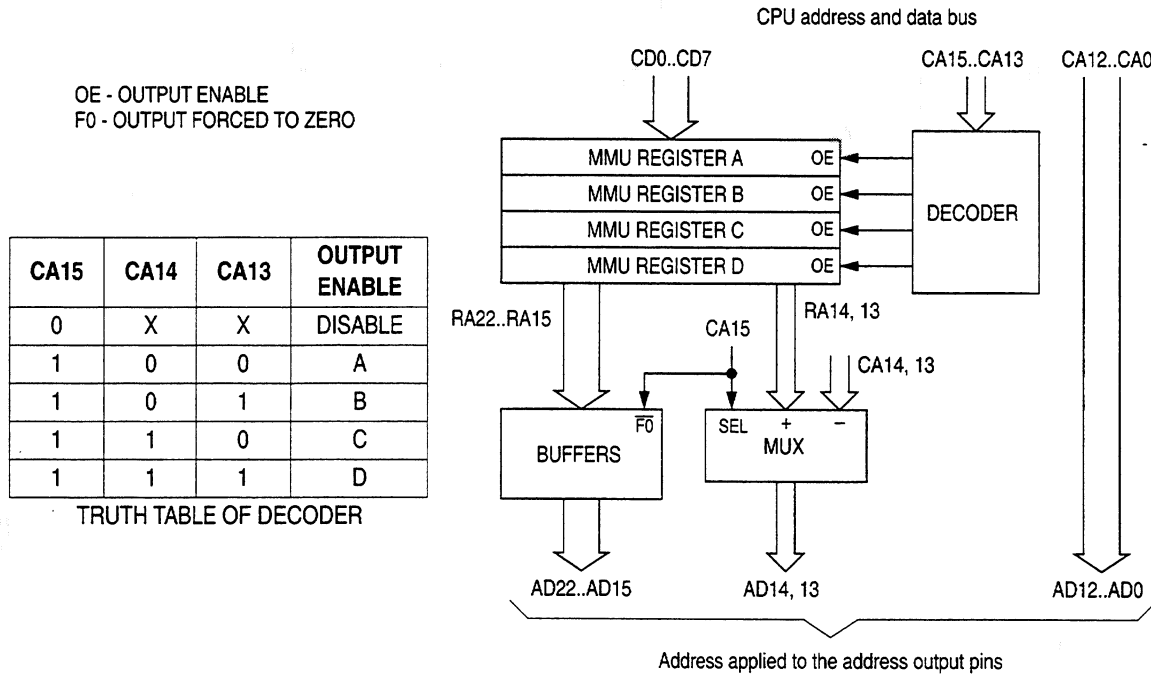 CPU address and data bus
CD0..CD7
CA15..CA13
CA12..CA0
OE - OUTPUT ENABLE
F0 - OUTPUT FORCED TO ZERO
MMU REGISTER A OE
MMU REGISTER B OE
MMU REGISTER C OE
MMU REGISTER D OE
DECODER
CA15 CA14 CA13 OUTPUT ENABLE
0 X X DISABLE
1 0 0 A
1 0 1 B
1 1 0 C
1 1 1 D
TRUTH TABLE OF DECODER
RA22..RA15
CA15
RA14, 13
CA14, 13
F0
BUFFERS
SEL + −
MUX
AD22..AD15
AD14, 13
AD12..AD0
Address applied to the address output pins